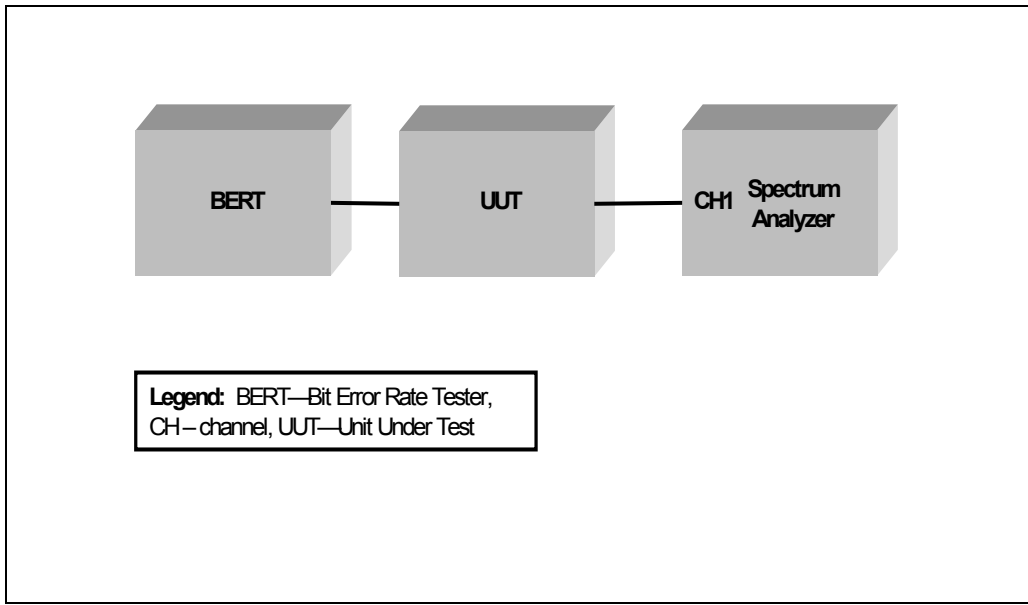 BERT
UUT
CH1
Spectrum
Analyzer
Legend: BERT—Bit Error Rate Tester,
CH – channel, UUT—Unit Under Test